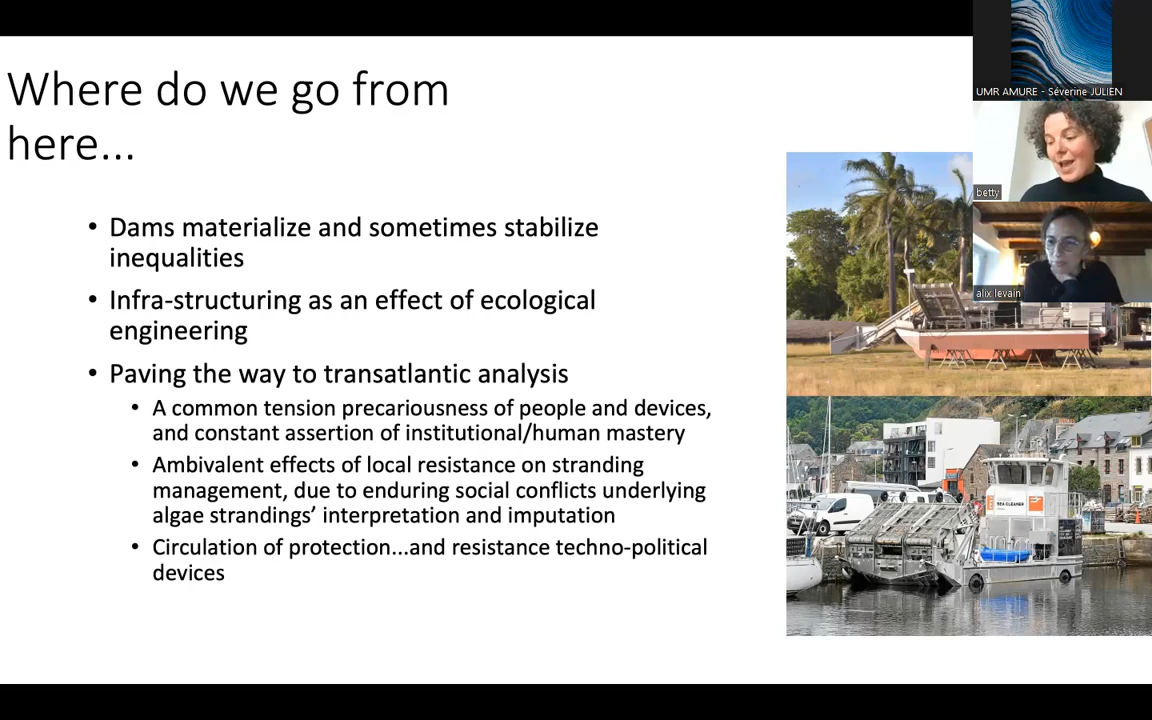 Where do we go from
here...
• Dams materialize and sometimes stabilize
inequalities
• Infra-structuring as an effect of ecological
engineering
• Paving the way to transatlantic analysis
• A common tension precariousness of people and devices,
and constant assertion of institutional/human mastery
• Ambivalent effects of local resistance on stranding
management, due to enduring social conflicts underlying
algae strandings’ interpretation and imputation
• Circulation of protection...and resistance techno-political
devices
UMR AMURE - Séverine JULIEN
betty
alix levain
SEA CLEANER